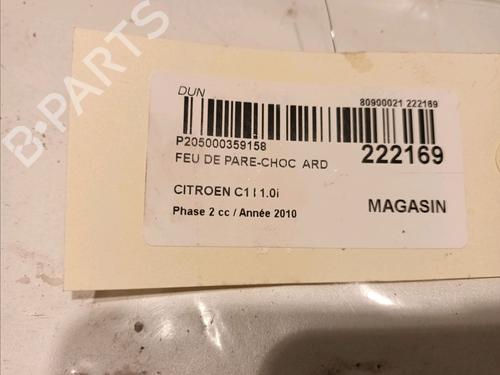 B-PARTS
DUN
80900021 222169
P205000359158
FEU DE PARE-CHOC ARD
222169
CITROEN C1 I 1.0i
MAGASIN
Phase 2 cc / Année 2010